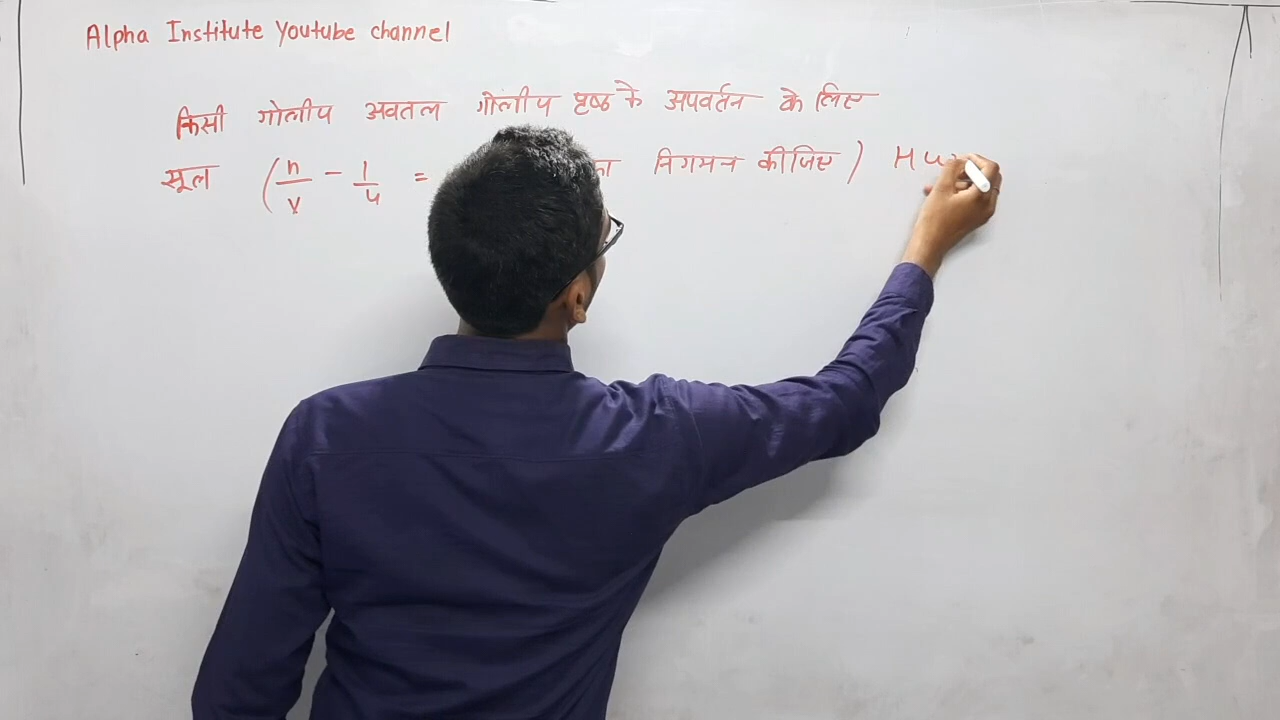 Alpha Institute Youtube channel
किसी गोलीय अवतल गोलीय पृष्ठ के अपवर्तन के लिए
सूत्र (n/v - 1/u = का निगमन कीजिए)